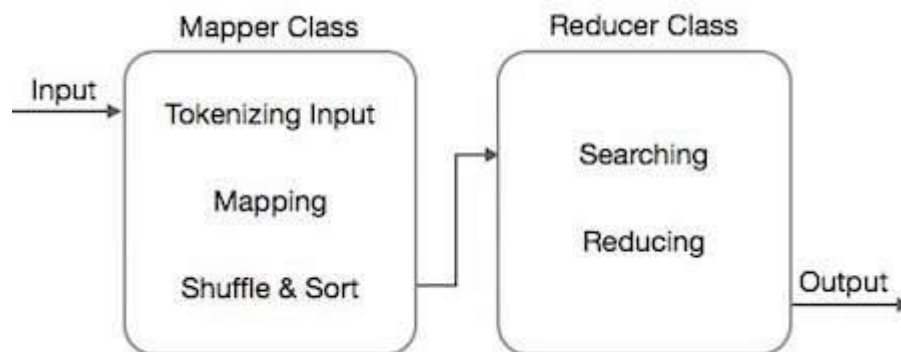 Mapper Class
Reducer Class
Input
Tokenizing Input
Mapping
Shuffle & Sort
Searching
Reducing
Output